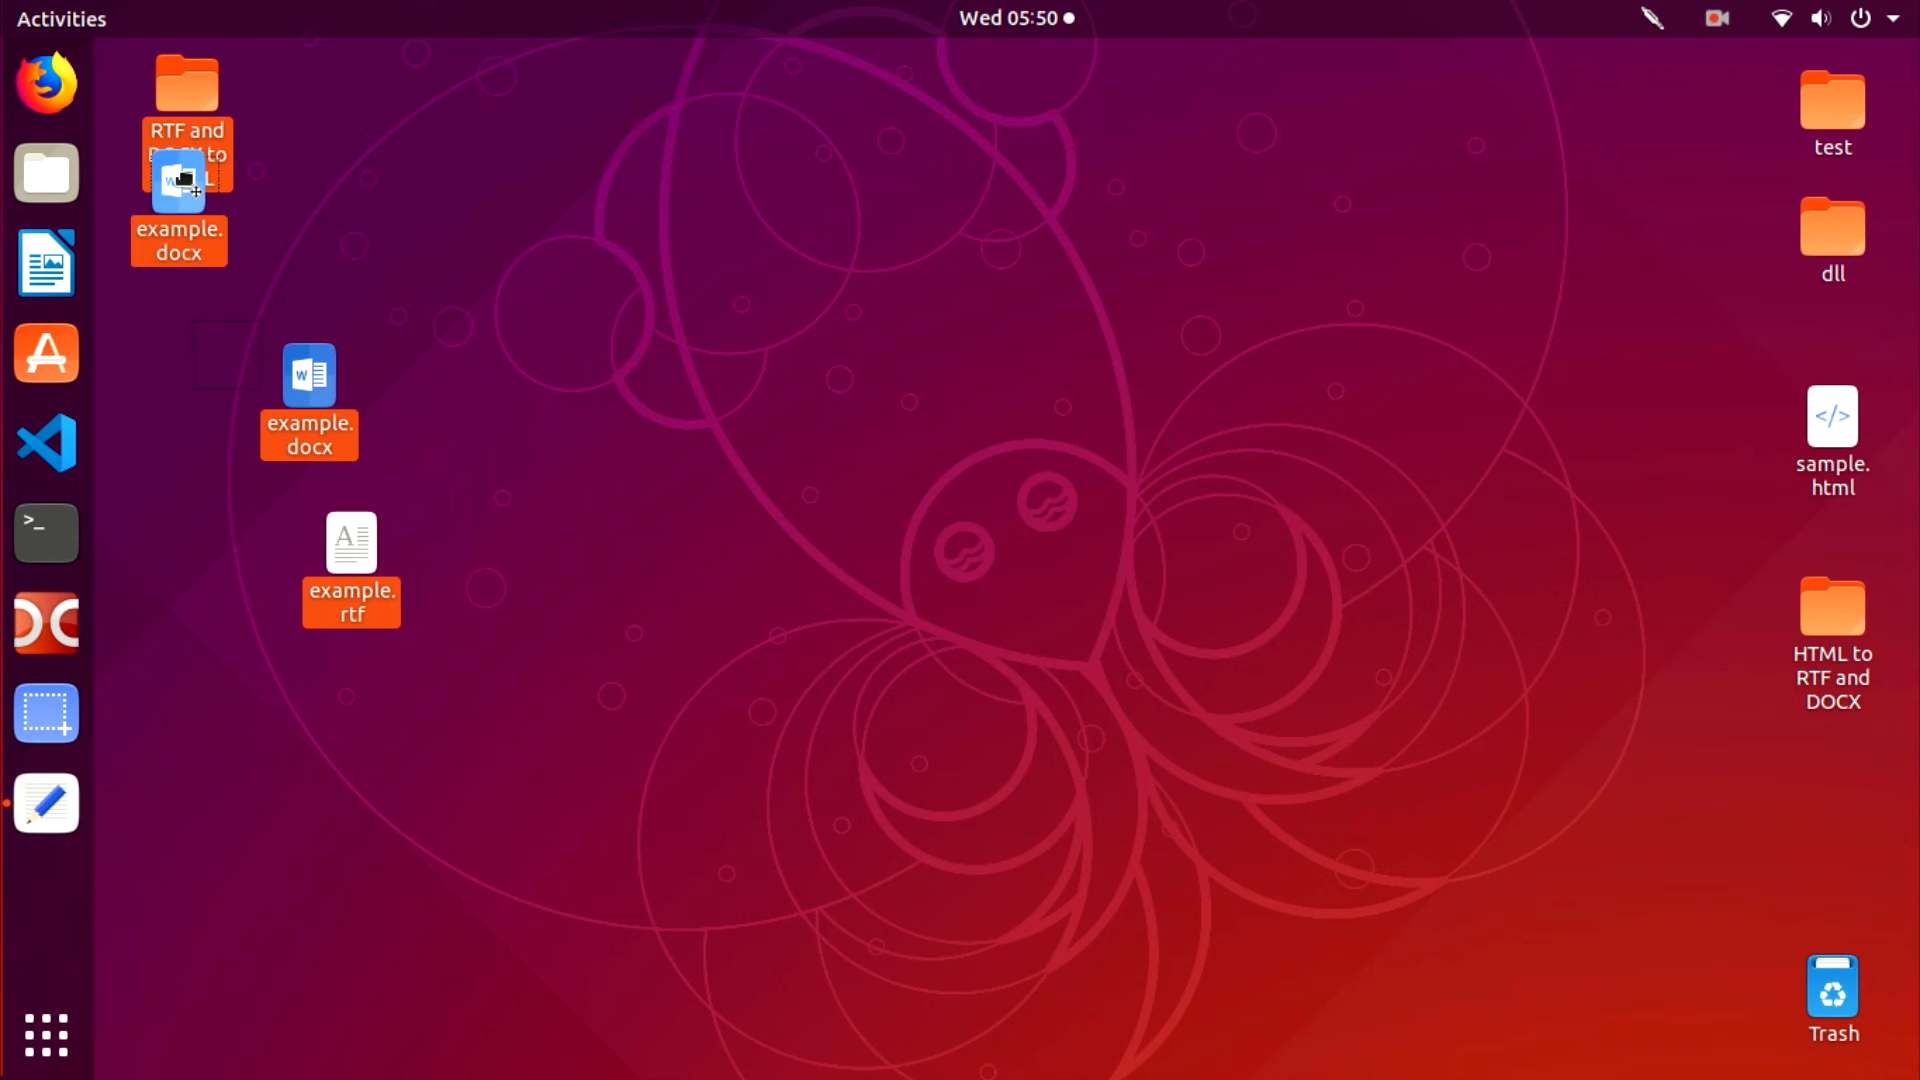 Activities
Wed 05:50
RTF and
to
L
example.
docx
example.
docx
example.
rtf
test
dll
</>
sample.
html
HTML to
RTF and
DOCX
Trash
>_
W
A